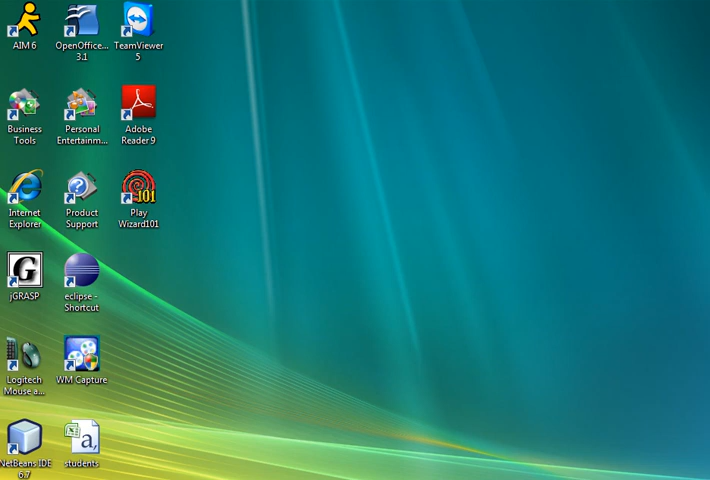 AIM 6
OpenOffice...
3.1
TeamViewer
5
Business
Tools
Personal
Entertainm...
Adobe
Reader 9
Internet
Explorer
Product
Support
101
Play
Wizard101
G
jGRASP
eclipse -
Shortcut
Logitech
Mouse a...
WM Capture
NetBeans IDE
6.7
a,
students